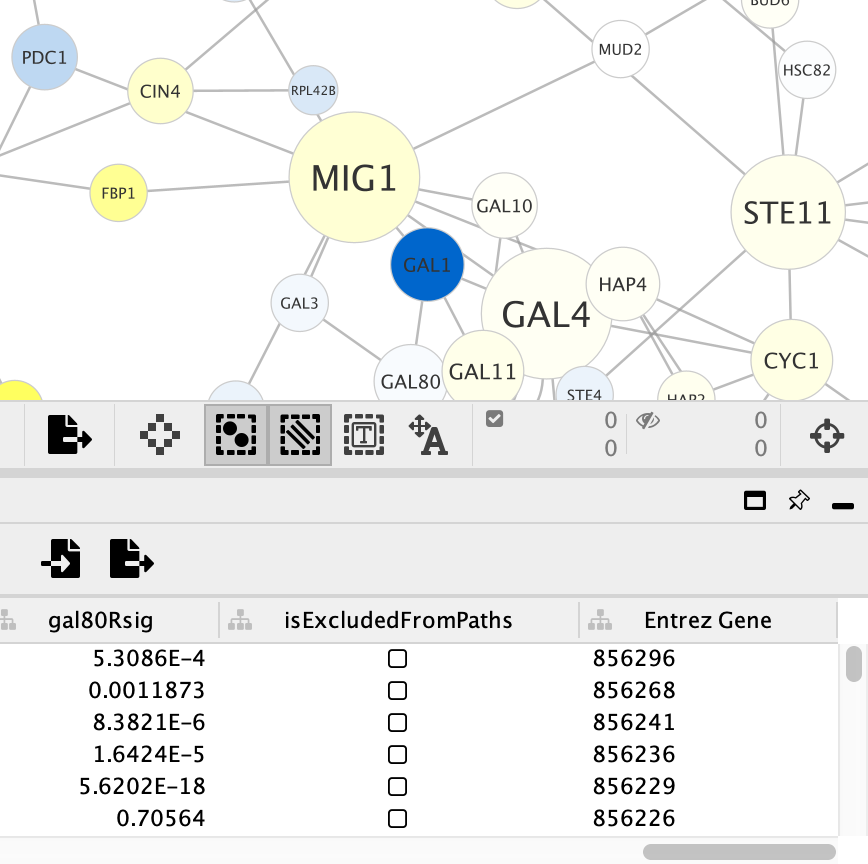 BUD6
MUD2
PDC1
HSC82
CIN4
RPL42B
MIG1
FBP1
GAL10
STE11
GAL1
HAP4
GAL3
GAL4
CYC1
GAL11
GAL80
STE4
HAP2
T
A
0
0
0
0
gal80Rsig isExcludedFromPaths Entrez Gene
5.3086E-4 856296
0.0011873 856268
8.3821E-6 856241
1.6424E-5 856236
5.6202E-18 856229
0.70564 856226